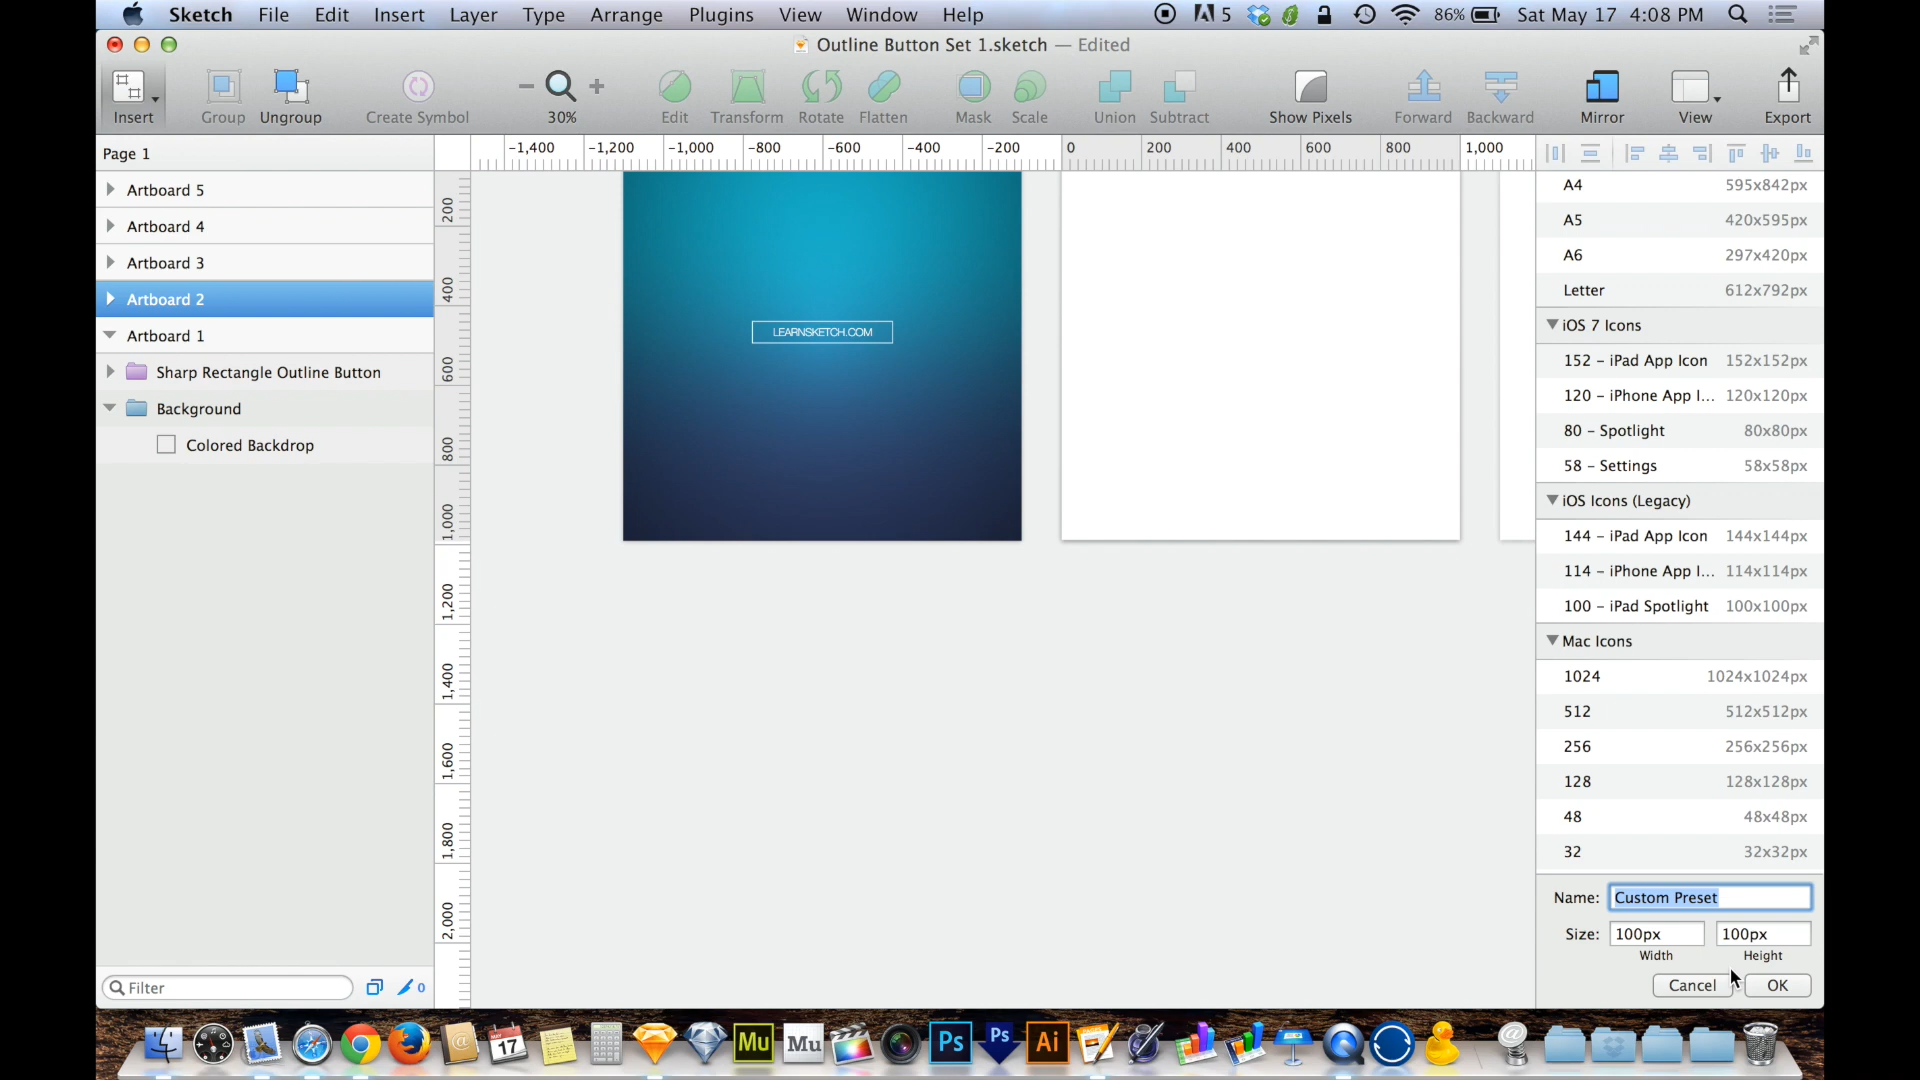 Sketch File Edit Insert Layer Type Arrange Plugins View Window Help 5 86% Sat May 17 4:08 PM
Outline Button Set 1.sketch — Edited
Insert Group Ungroup Create Symbol 30% Edit Transform Rotate Flatten Mask Scale Union Subtract Show Pixels Forward Backward Mirror View Export
Page 1
-1,400 -1,200 -1,000 -800 -600 -400 -200 0 200 400 600 800 1,000
Artboard 5
Artboard 4
Artboard 3
Artboard 2
Artboard 1
Sharp Rectangle Outline Button
Background
Colored Backdrop
Filter
0
200
400
600
800
1,000
1,200
1,400
1,600
1,800
2,000
LEARNSKETCH.COM
A4 595x842px
A5 420x595px
A6 297x420px
Letter 612x792px
iOS 7 Icons
152 – iPad App Icon 152x152px
120 – iPhone App I... 120x120px
80 – Spotlight 80x80px
58 – Settings 58x58px
iOS Icons (Legacy)
144 – iPad App Icon 144x144px
114 – iPhone App I... 114x114px
100 – iPad Spotlight 100x100px
Mac Icons
1024 1024x1024px
512 512x512px
256 256x256px
128 128x128px
48 48x48px
32 32x32px
Name: Custom Preset
Size: 100px 100px
Width Height
Cancel OK
MAY 17 Mu Mu Ps Ps Ai